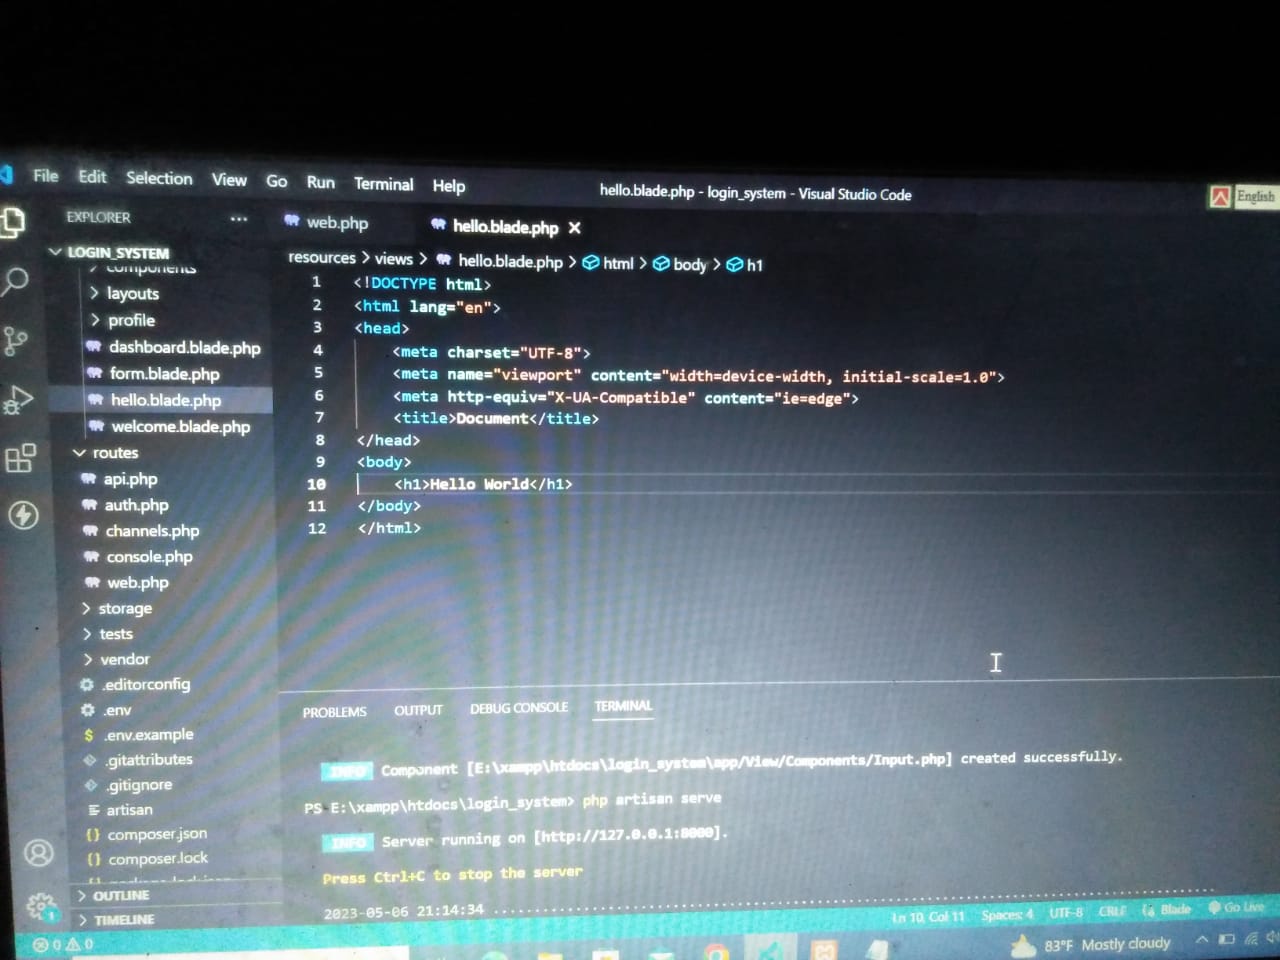 File Edit Selection View Go Run Terminal Help
hello.blade.php - login_system - Visual Studio Code
English
EXPLORER
LOGIN_SYSTEM
components
layouts
profile
dashboard.blade.php
form.blade.php
hello.blade.php
welcome.blade.php
routes
api.php
auth.php
channels.php
console.php
web.php
storage
tests
vendor
.editorconfig
.env
.env.example
.gitattributes
.gitignore
artisan
composer.json
composer.lock
OUTLINE
TIMELINE
web.php hello.blade.php
resources > views > hello.blade.php > html > body > h1
1 <!DOCTYPE html>
2 <html lang="en">
3 <head>
4 <meta charset="UTF-8">
5 <meta name="viewport" content="width=device-width, initial-scale=1.0">
6 <meta http-equiv="X-UA-Compatible" content="ie=edge">
7 <title>Document</title>
8 </head>
9 <body>
10 <h1>Hello World</h1>
11 </body>
12 </html>
PROBLEMS OUTPUT DEBUG CONSOLE TERMINAL
INFO Component [E:\xampp\htdocs\login_system\app/View/Components/Input.php] created successfully.
PS E:\xampp\htdocs\login_system> php artisan serve
INFO Server running on [http://127.0.0.1:8000].
Press Ctrl+C to stop the server
2023-05-06 21:14:34 ....................
0 0
Ln 10, Col 11 Spaces: 4 UTF-8 CRLF Blade Go Live
1
83°F Mostly cloudy